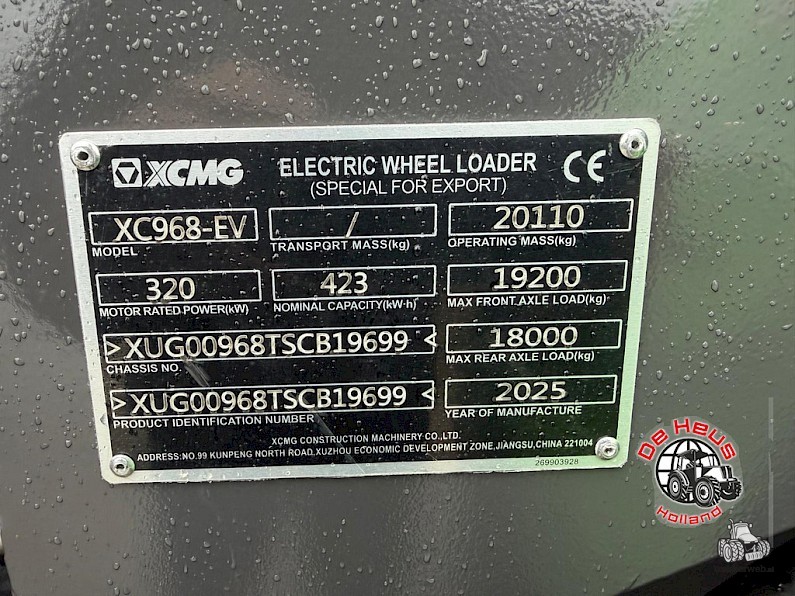 XCMG ELECTRIC WHEEL LOADER CE
(SPECIAL FOR EXPORT)
XC968-EV / 20110
MODEL TRANSPORT MASS(kg) OPERATING MASS(kg)
320 423 19200
MOTOR RATED POWER(kW) NOMINAL CAPACITY(kW·h) MAX FRONT AXLE LOAD(kg)
>XUG00968TSCB19699 < 18000
CHASSIS NO. MAX REAR AXLE LOAD(kg)
>XUG00968TSCB19699 < 2025
PRODUCT IDENTIFICATION NUMBER YEAR OF MANUFACTURE
XCMG CONSTRUCTION MACHINERY CO.,LTD.
ADDRESS:NO.99 KUNPENG NORTH ROAD,XUZHOU ECONOMIC DEVELOPMENT ZONE,JIANGSU,CHINA 221004
269903928
De Heus
Holland